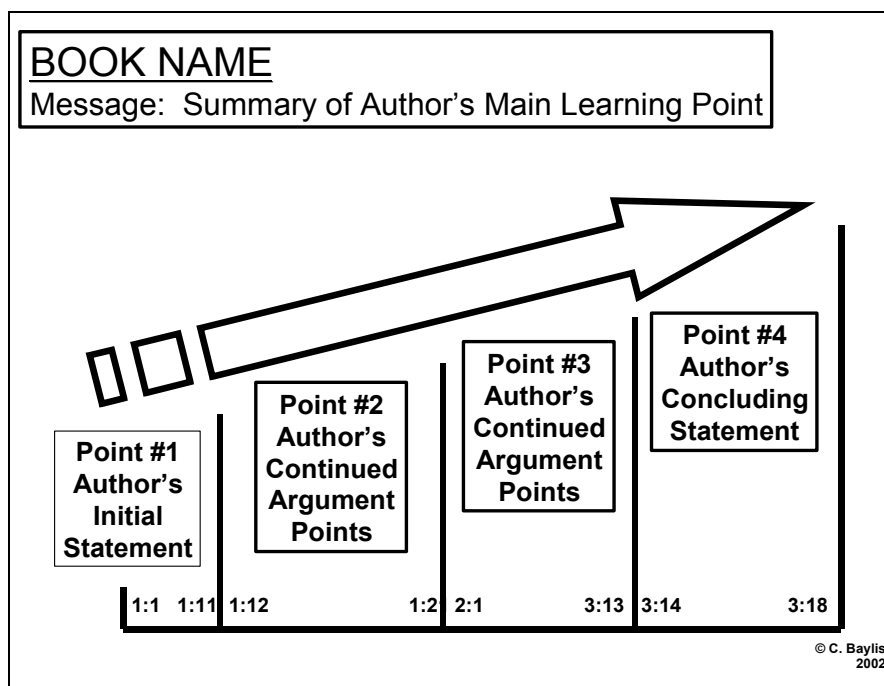 BOOK NAME
Message: Summary of Author's Main Learning Point
Point #1
Author's
Initial
Statement
Point #2
Author's
Continued
Argument
Points
Point #3
Author's
Continued
Argument
Points
Point #4
Author's
Concluding
Statement
1:1 1:11 1:12 1:21 2:1 3:13 3:14 3:18
© C. Baylis
2002